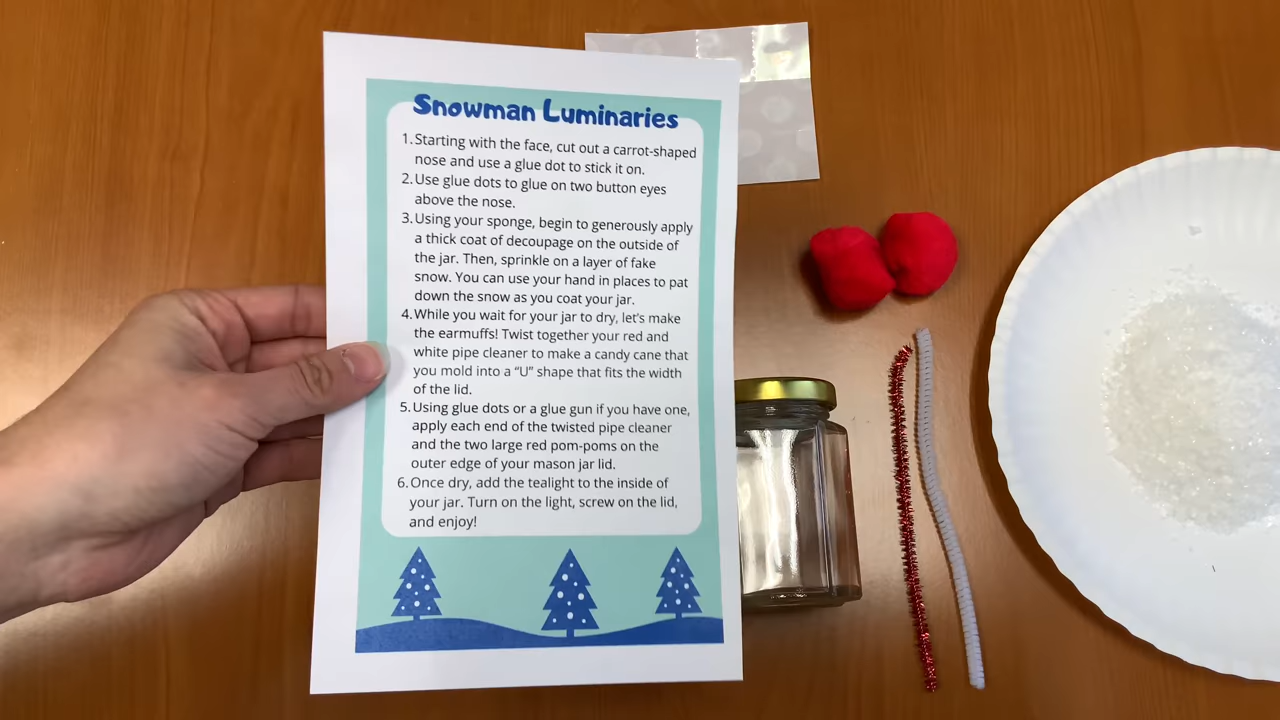 Snowman Luminaries
1. Starting with the face, cut out a carrot-shaped
nose and use a glue dot to stick it on.
2. Use glue dots to glue on two button eyes
above the nose.
3. Using your sponge, begin to generously apply
a thick coat of decoupage on the outside of
the jar. Then, sprinkle on a layer of fake
snow. You can use your hand in places to pat
down the snow as you coat your jar.
4. While you wait for your jar to dry, let's make
the earmuffs! Twist together your red and
white pipe cleaner to make a candy cane that
you mold into a “U” shape that fits the width
of the lid.
5. Using glue dots or a glue gun if you have one,
apply each end of the twisted pipe cleaner
and the two large red pom-poms on the
outer edge of your mason jar lid.
6. Once dry, add the tealight to the inside of
your jar. Turn on the light, screw on the lid,
and enjoy!